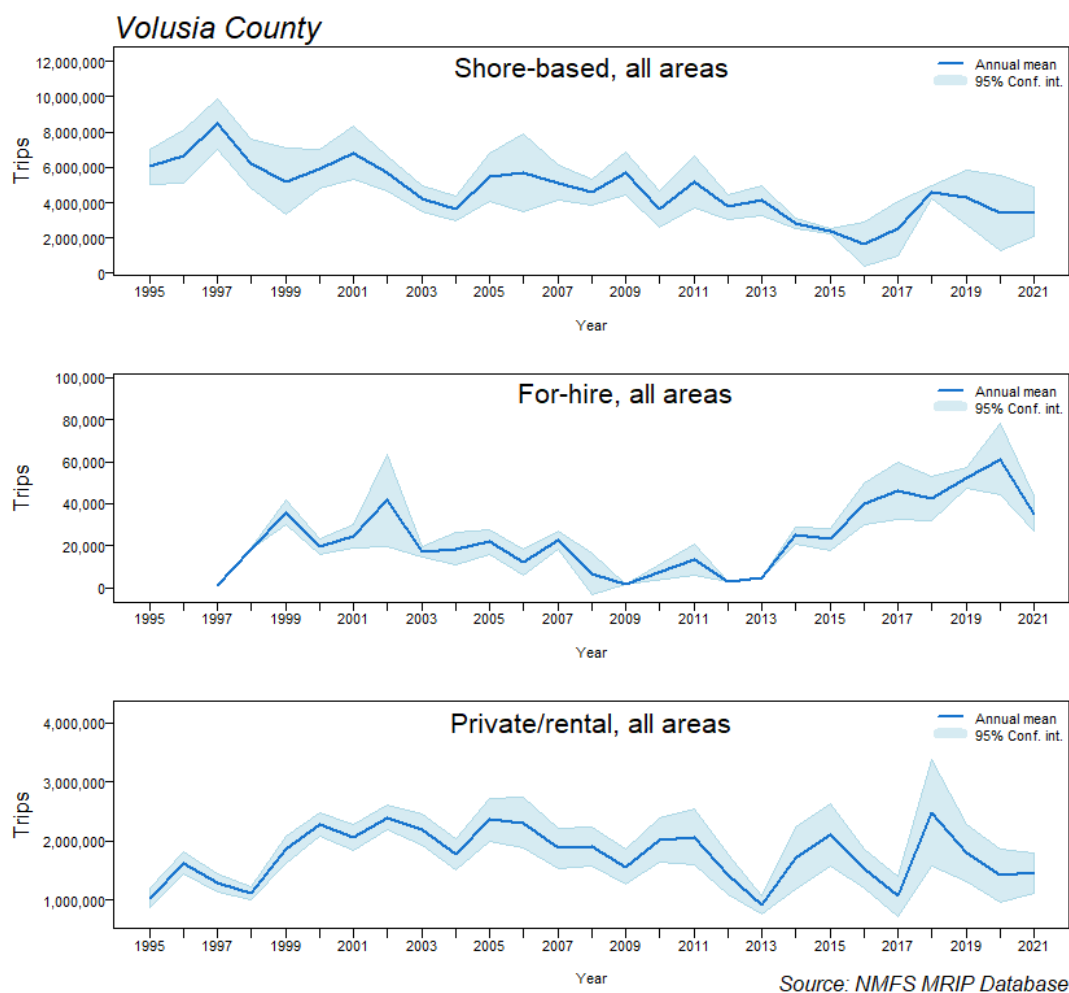 Volusia County
Shore-based, all areas
Annual mean
95% Conf. int.
Trips
12,000,000
10,000,000
8,000,000
6,000,000
4,000,000
2,000,000
0
1995 1997 1999 2001 2003 2005 2007 2009 2011 2013 2015 2017 2019 2021
Year
For-hire, all areas
Annual mean
95% Conf. int.
Trips
100,000
80,000
60,000
40,000
20,000
0
1995 1997 1999 2001 2003 2005 2007 2009 2011 2013 2015 2017 2019 2021
Year
Private/rental, all areas
Annual mean
95% Conf. int.
Trips
4,000,000
3,000,000
2,000,000
1,000,000
1995 1997 1999 2001 2003 2005 2007 2009 2011 2013 2015 2017 2019 2021
Year
Source: NMFS MRIP Database